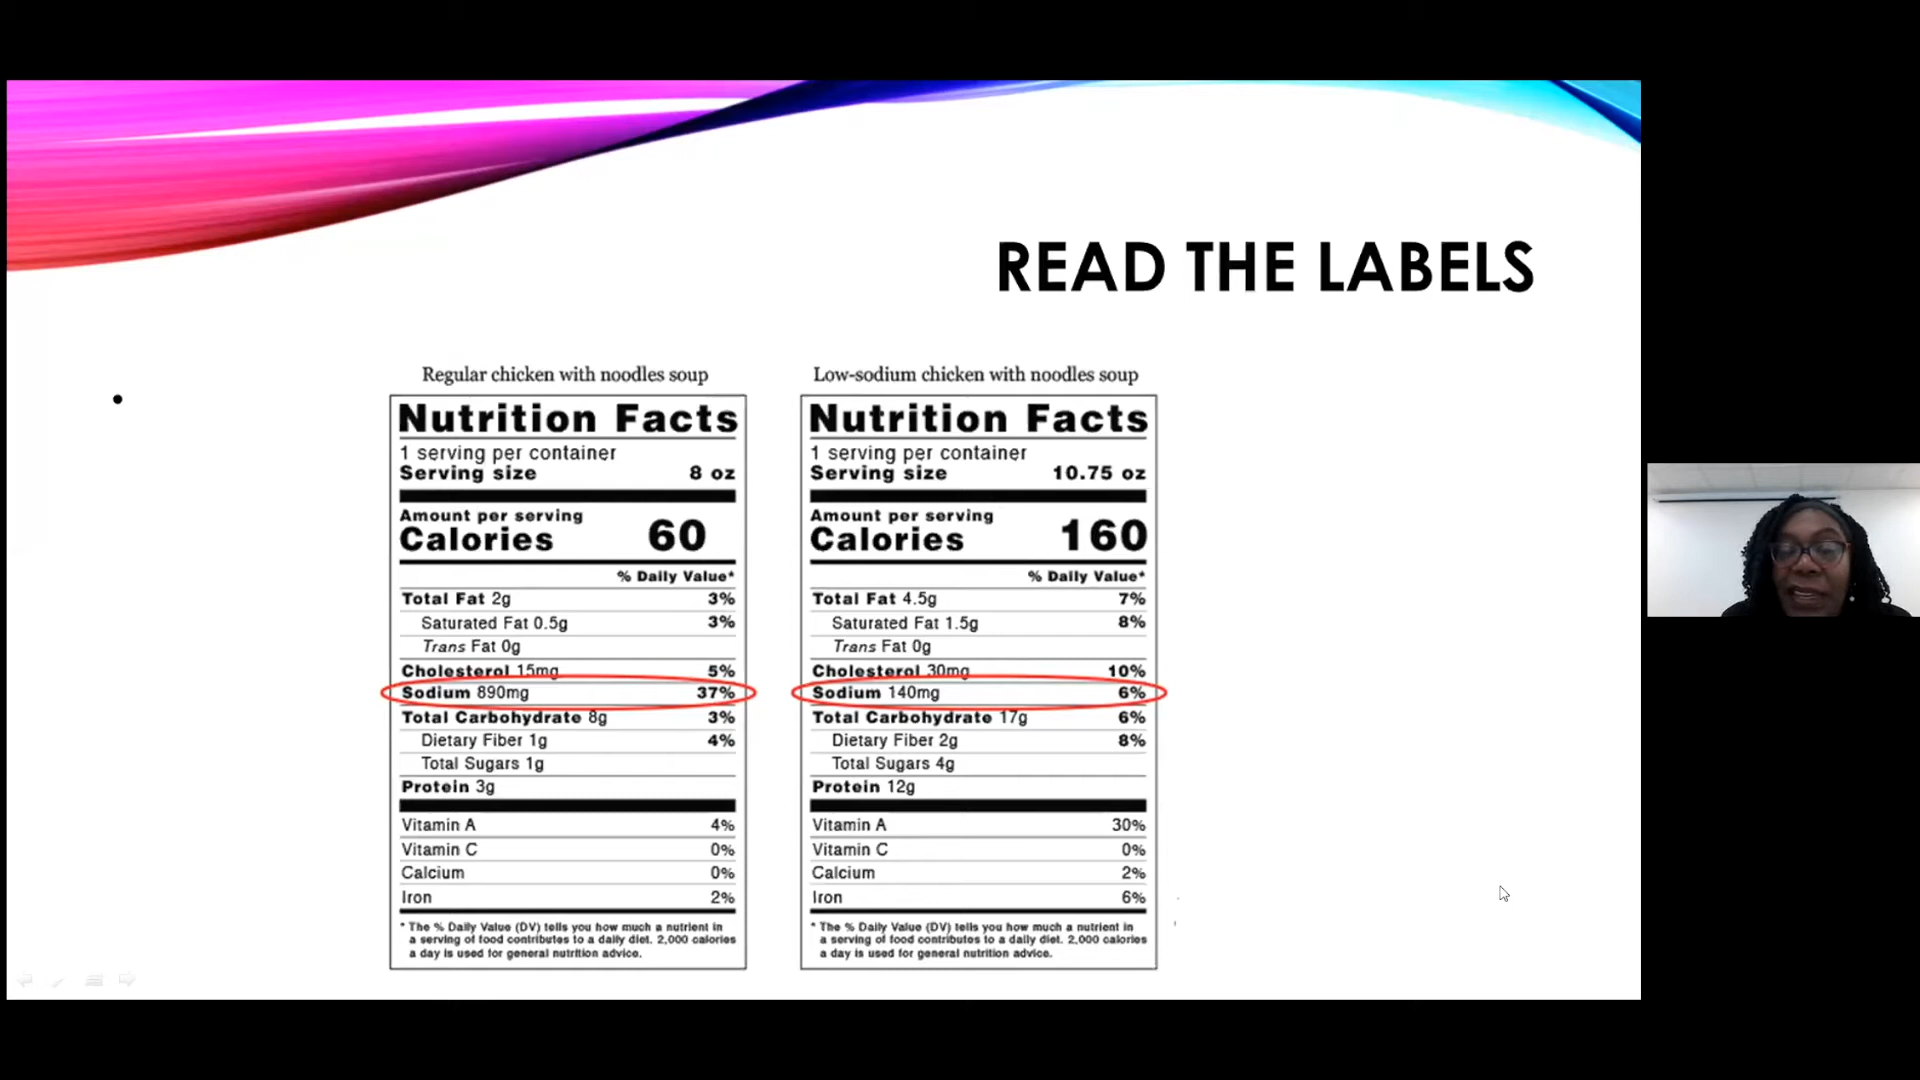 READ THE LABELS
•
Regular chicken with noodles soup
Nutrition Facts
1 serving per container
Serving size 8 oz
Amount per serving
Calories 60
% Daily Value*
Total Fat 2g 3%
Saturated Fat 0.5g 3%
Trans Fat 0g
Cholesterol 15mg 5%
Sodium 890mg 37%
Total Carbohydrate 8g 3%
Dietary Fiber 1g 4%
Total Sugars 1g
Protein 3g
Vitamin A 4%
Vitamin C 0%
Calcium 0%
Iron 2%
* The % Daily Value (DV) tells you how much a nutrient in
a serving of food contributes to a daily diet. 2,000 calories
a day is used for general nutrition advice.
Low-sodium chicken with noodles soup
Nutrition Facts
1 serving per container
Serving size 10.75 oz
Amount per serving
Calories 160
% Daily Value*
Total Fat 4.5g 7%
Saturated Fat 1.5g 8%
Trans Fat 0g
Cholesterol 30mg 10%
Sodium 140mg 6%
Total Carbohydrate 17g 6%
Dietary Fiber 2g 8%
Total Sugars 4g
Protein 12g
Vitamin A 30%
Vitamin C 0%
Calcium 2%
Iron 6%
* The % Daily Value (DV) tells you how much a nutrient in
a serving of food contributes to a daily diet. 2,000 calories
a day is used for general nutrition advice.